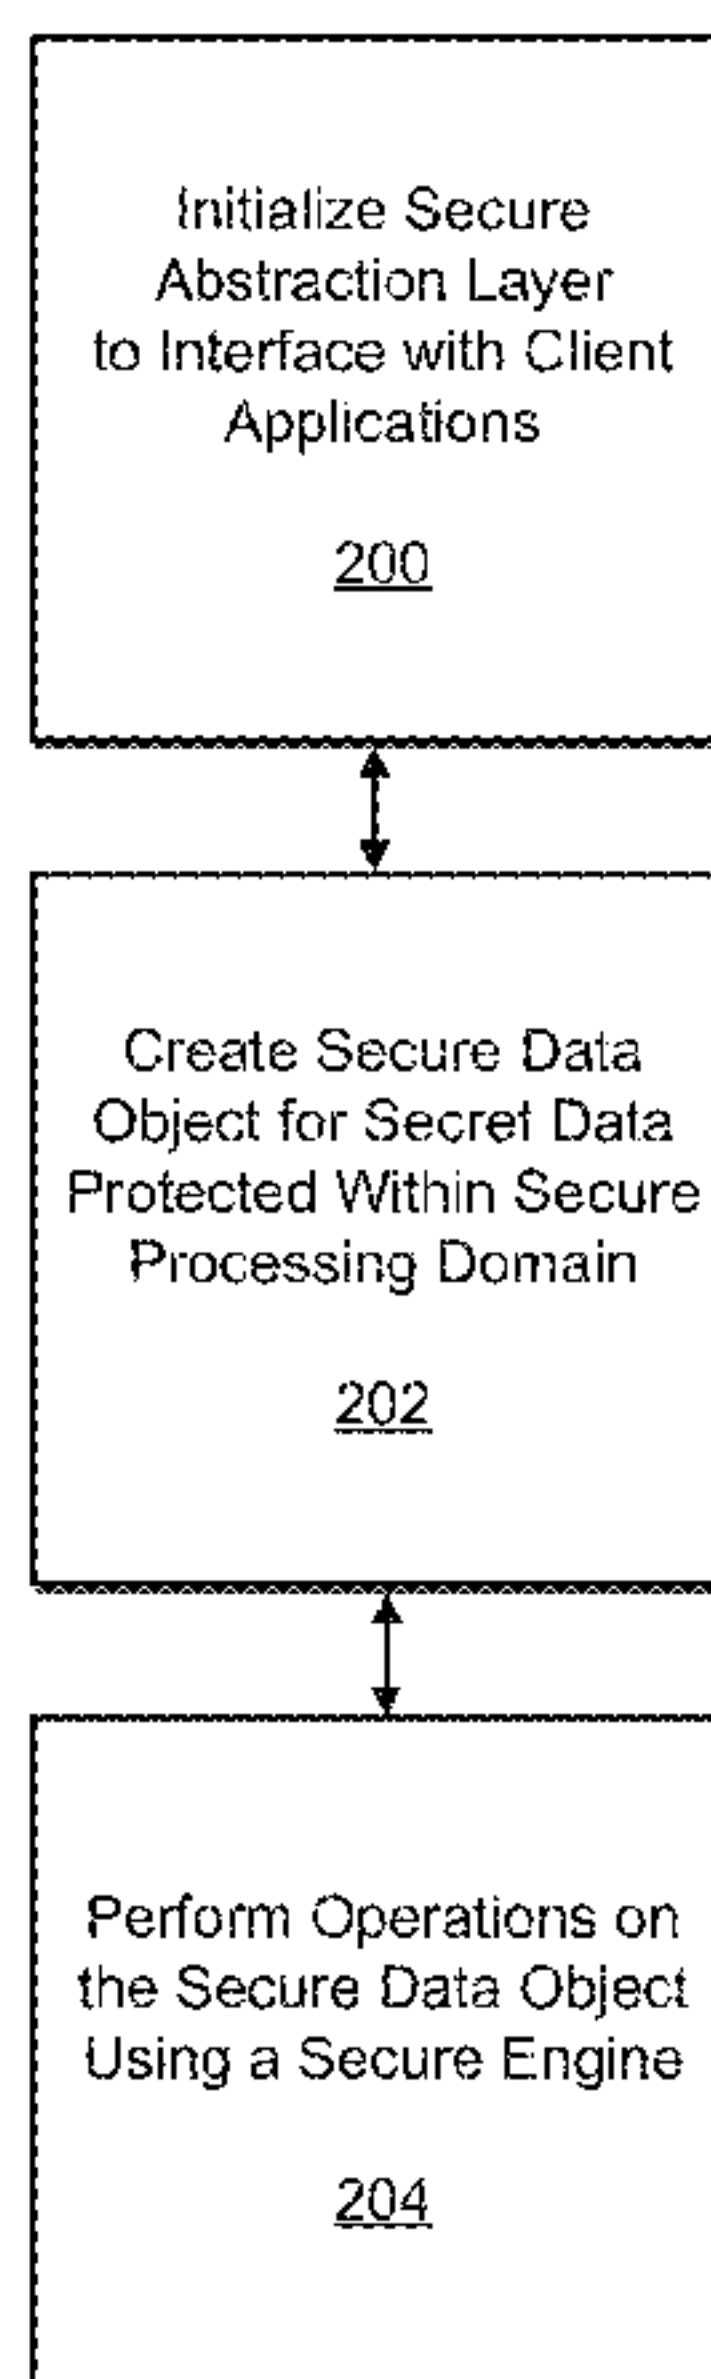 Initialize Secure
Abstraction Layer
to Interface with Client
Applications
200
Create Secure Data
Object for Secret Data
Protected Within Secure
Processing Domain
202
Perform Operations on
the Secure Data Object
Using a Secure Engine
204